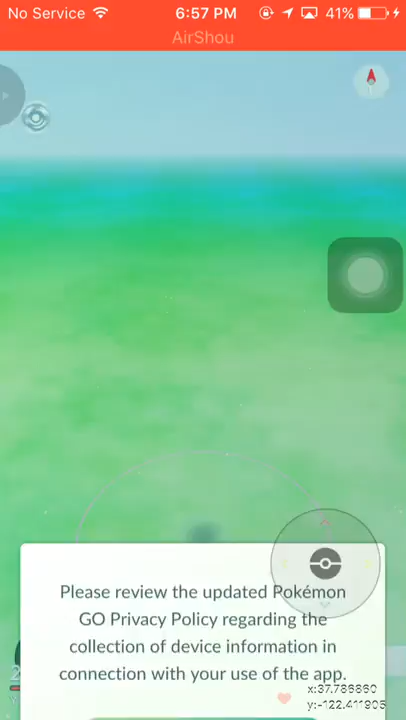 No Service 6:57 PM 41%
AirShou
Please review the updated Pokémon
GO Privacy Policy regarding the
collection of device information in
connection with your use of the app.
x:37.786860
y:-122.411905